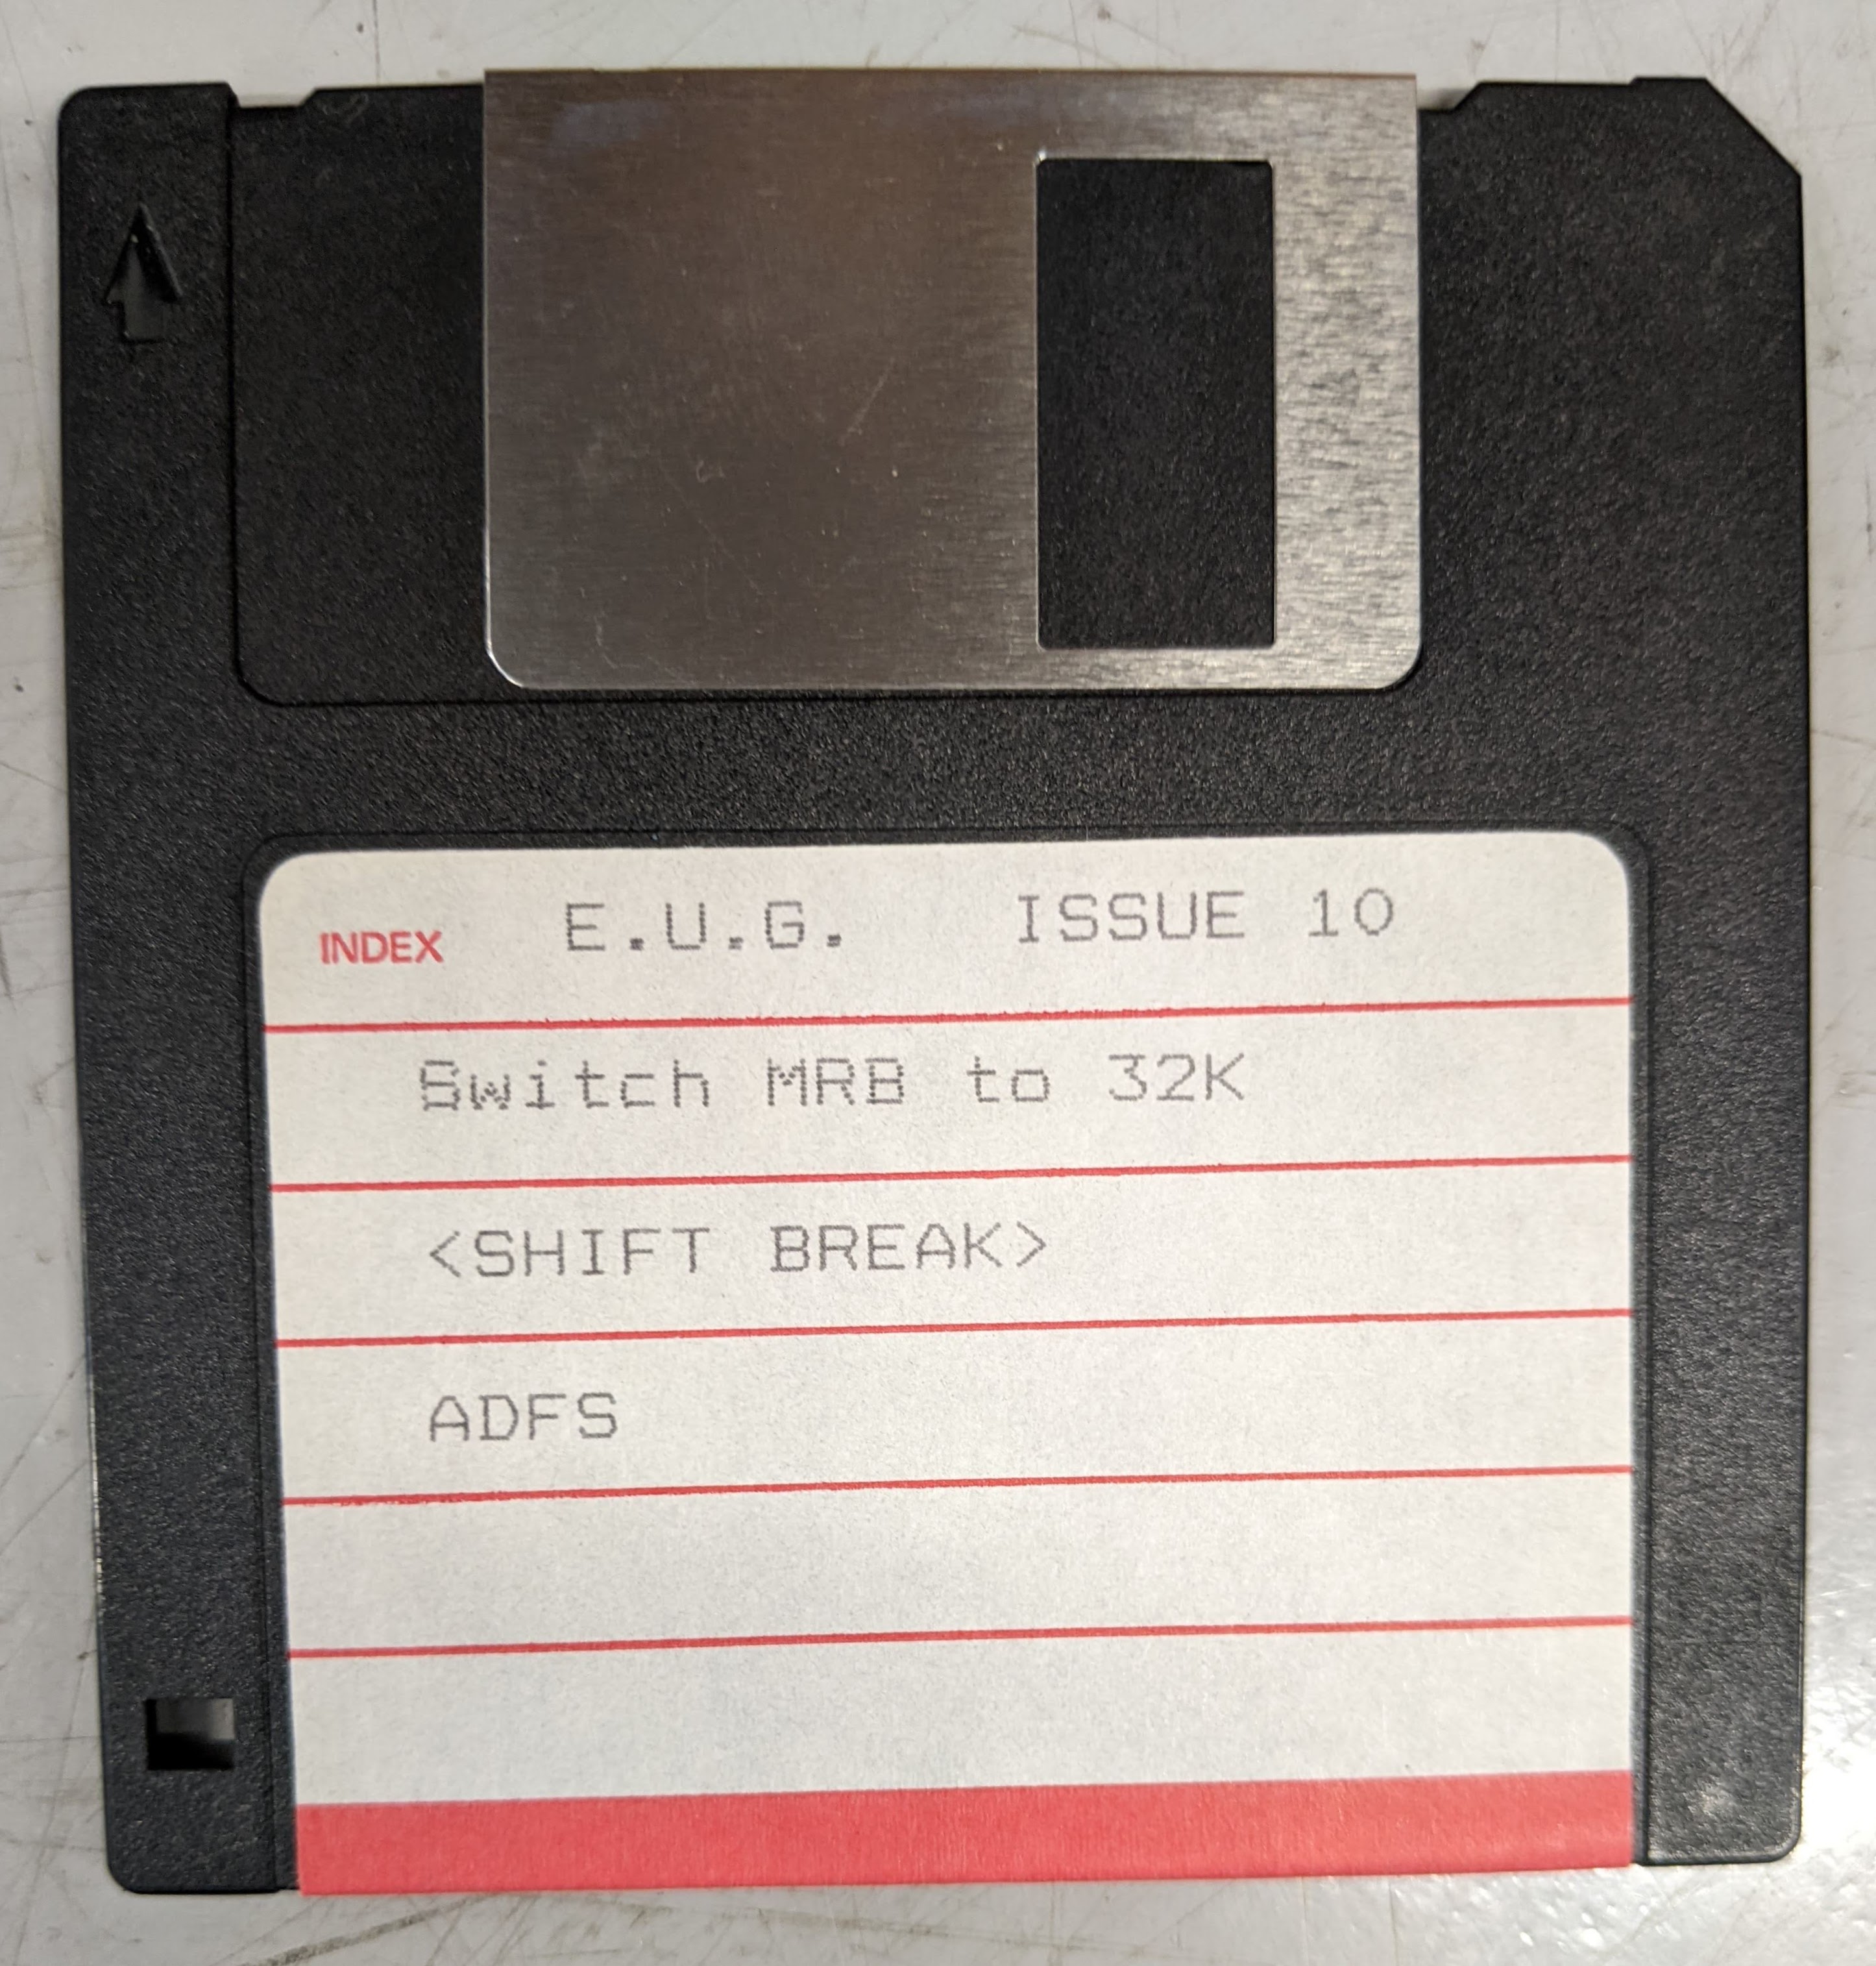 INDEX E.U.G. ISSUE 10
Switch MRB to 32K
<SHIFT BREAK>
ADFS